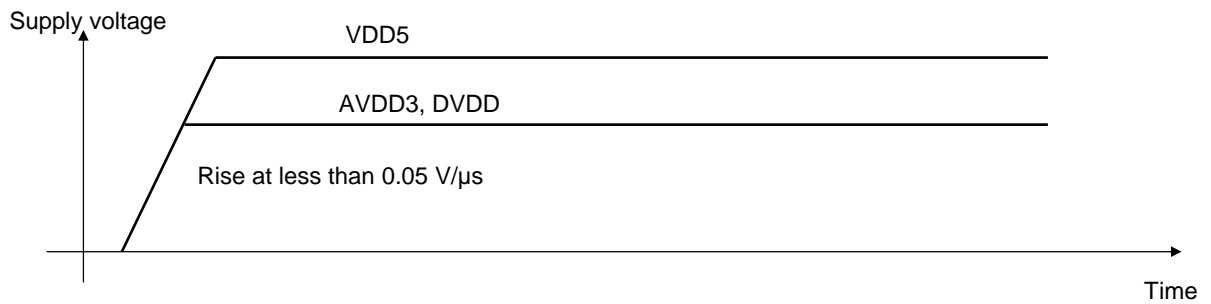 Supply voltage
VDD5
AVDD3, DVDD
Rise at less than 0.05 V/µs
Time